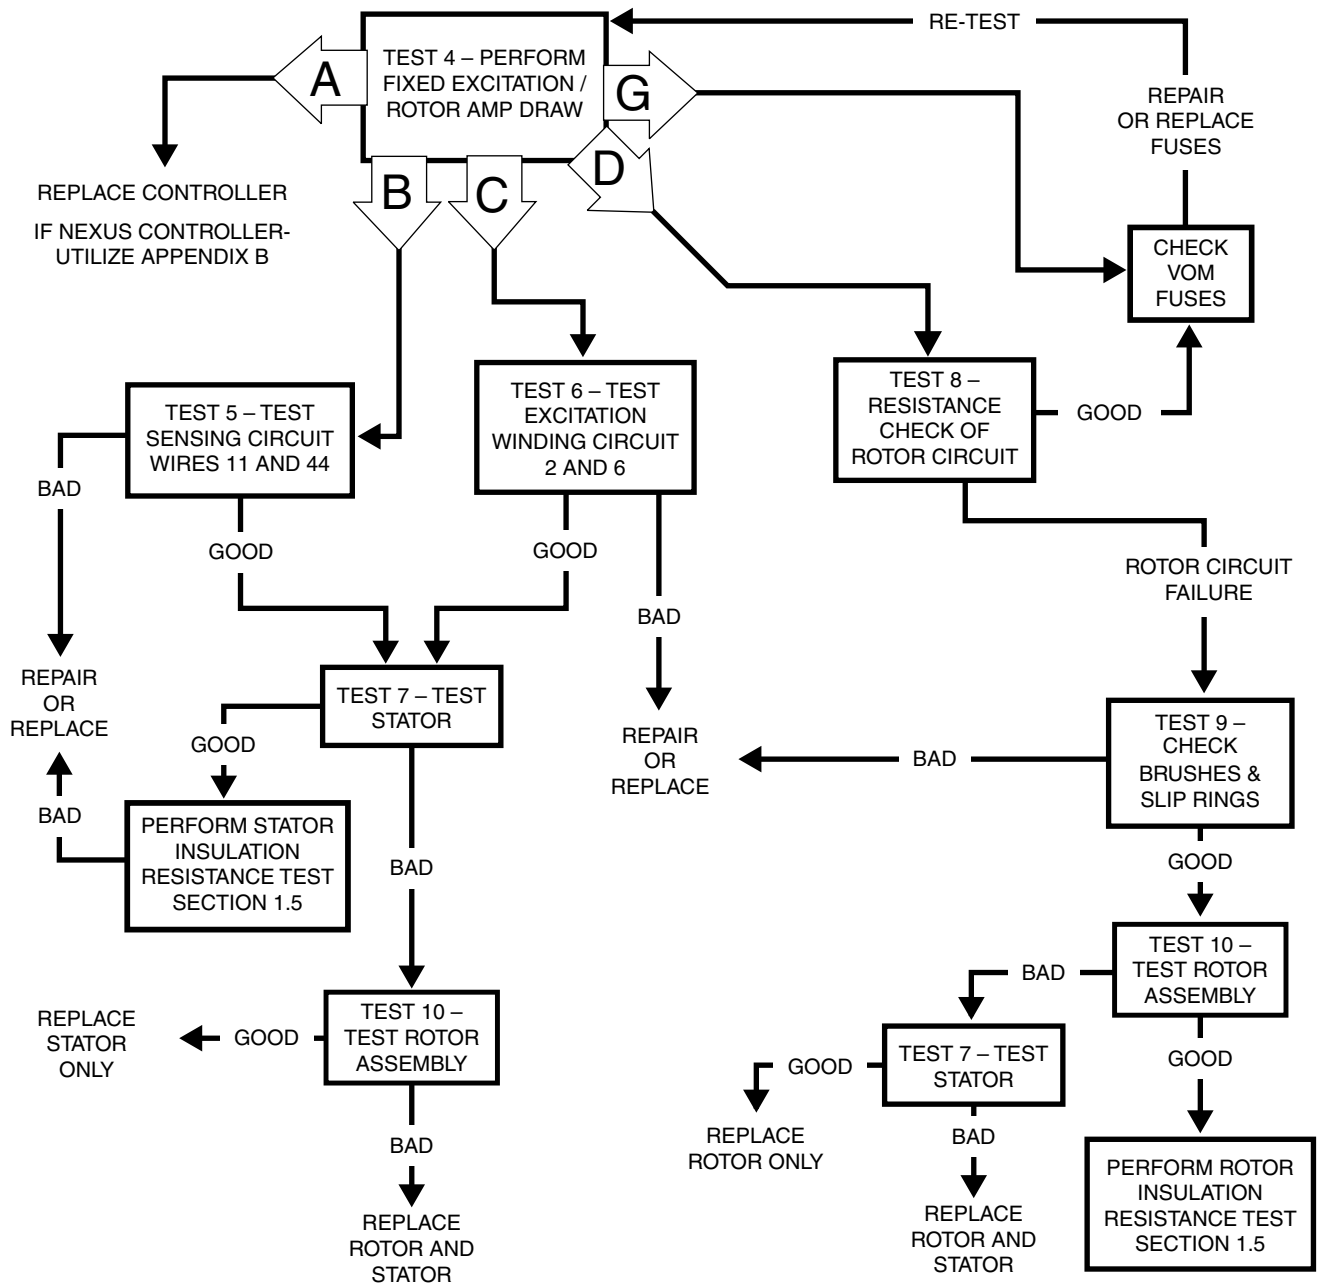 RE-TEST
TEST 4 – PERFORM
FIXED EXCITATION /
ROTOR AMP DRAW
A
G
B
C
D
REPAIR
OR REPLACE
FUSES
REPLACE CONTROLLER
IF NEXUS CONTROLLER-
UTILIZE APPENDIX B
CHECK
VOM
FUSES
TEST 5 – TEST
SENSING CIRCUIT
WIRES 11 AND 44
TEST 6 – TEST
EXCITATION
WINDING CIRCUIT
2 AND 6
TEST 8 –
RESISTANCE
CHECK OF
ROTOR CIRCUIT
GOOD
BAD
GOOD
GOOD
BAD
ROTOR CIRCUIT
FAILURE
REPAIR
OR
REPLACE
TEST 7 – TEST
STATOR
GOOD
REPAIR
OR
REPLACE
BAD
TEST 9 –
CHECK
BRUSHES &
SLIP RINGS
BAD
PERFORM STATOR
INSULATION
RESISTANCE TEST
SECTION 1.5
BAD
GOOD
TEST 10 –
TEST ROTOR
ASSEMBLY
BAD
REPLACE
STATOR
ONLY
GOOD
TEST 10 –
TEST ROTOR
ASSEMBLY
GOOD
TEST 7 – TEST
STATOR
GOOD
BAD
REPLACE
ROTOR ONLY
BAD
PERFORM ROTOR
INSULATION
RESISTANCE TEST
SECTION 1.5
REPLACE
ROTOR AND
STATOR
REPLACE
ROTOR AND
STATOR